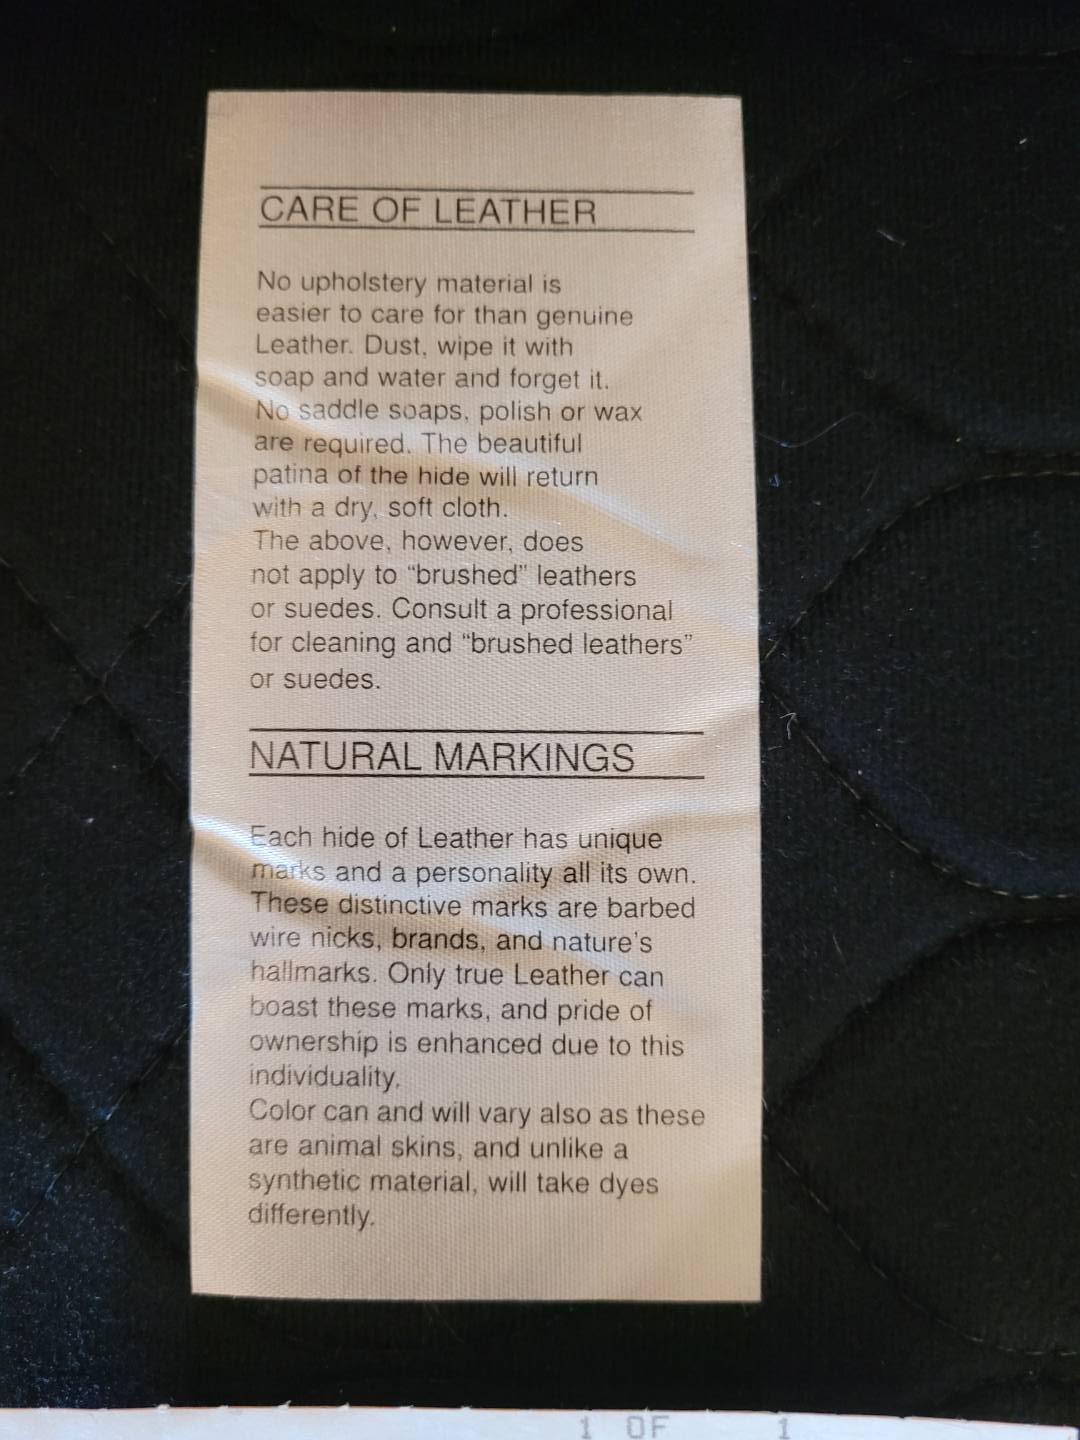 CARE OF LEATHER
No upholstery material is
easier to care for than genuine
Leather. Dust, wipe it with
soap and water and forget it.
No saddle soaps, polish or wax
are required. The beautiful
patina of the hide will return
with a dry, soft cloth.
The above, however, does
not apply to “brushed” leathers
or suedes. Consult a professional
for cleaning and “brushed leathers”
or suedes.
NATURAL MARKINGS
Each hide of Leather has unique
marks and a personality all its own.
These distinctive marks are barbed
wire nicks, brands, and nature's
hallmarks. Only true Leather can
boast these marks, and pride of
ownership is enhanced due to this
individuality.
Color can and will vary also as these
are animal skins, and unlike a
synthetic material, will take dyes
differently.
1 OF 1